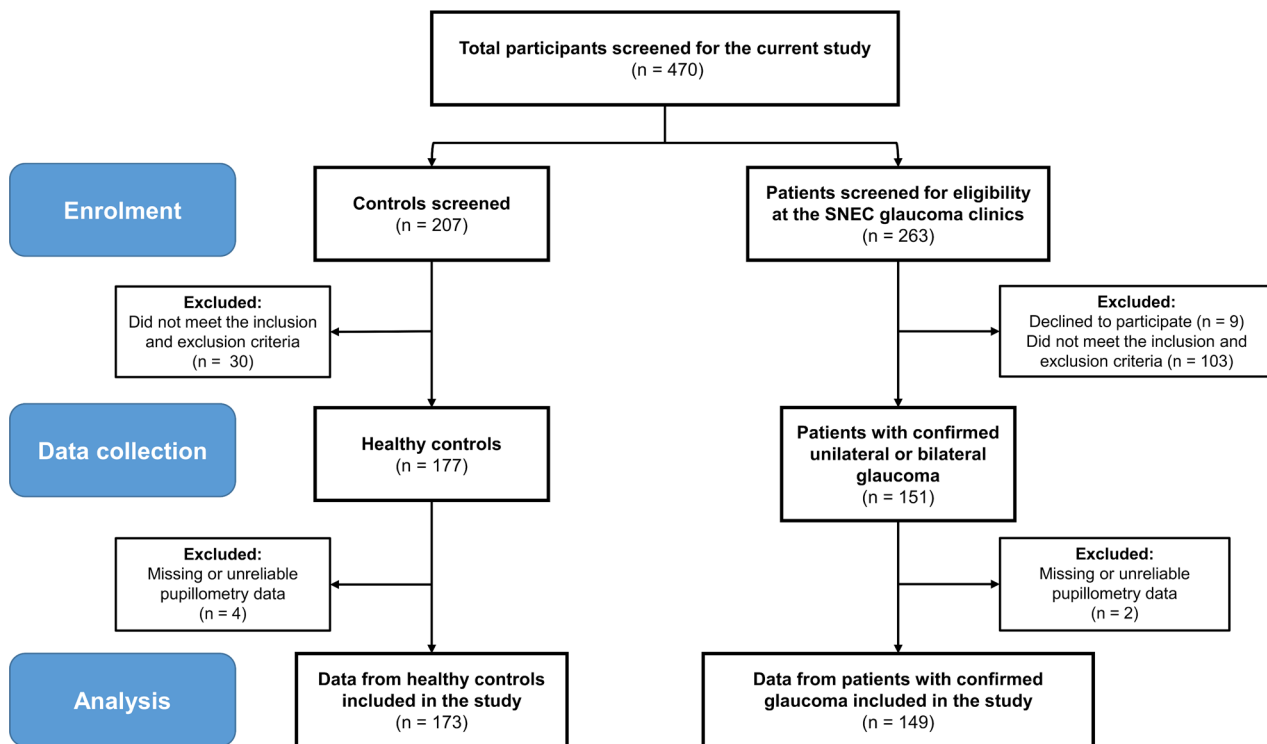 Total participants screened for the current study
(n = 470)
Enrolment
Controls screened
(n = 207)
Patients screened for eligibility
at the SNEC glaucoma clinics
(n = 263)
Excluded:
Did not meet the inclusion
and exclusion criteria
(n =  30)
Excluded:
Declined to participate (n = 9)
Did not meet the inclusion and
exclusion criteria (n = 103)
Data collection
Healthy controls
(n = 177)
Patients with confirmed
unilateral or bilateral
glaucoma
(n = 151)
Excluded:
Missing or unreliable
pupillometry data
(n = 4)
Excluded:
Missing or unreliable
pupillometry data
(n = 2)
Analysis
Data from healthy controls
included in the study
(n = 173)
Data from patients with confirmed
glaucoma included in the study
(n = 149)